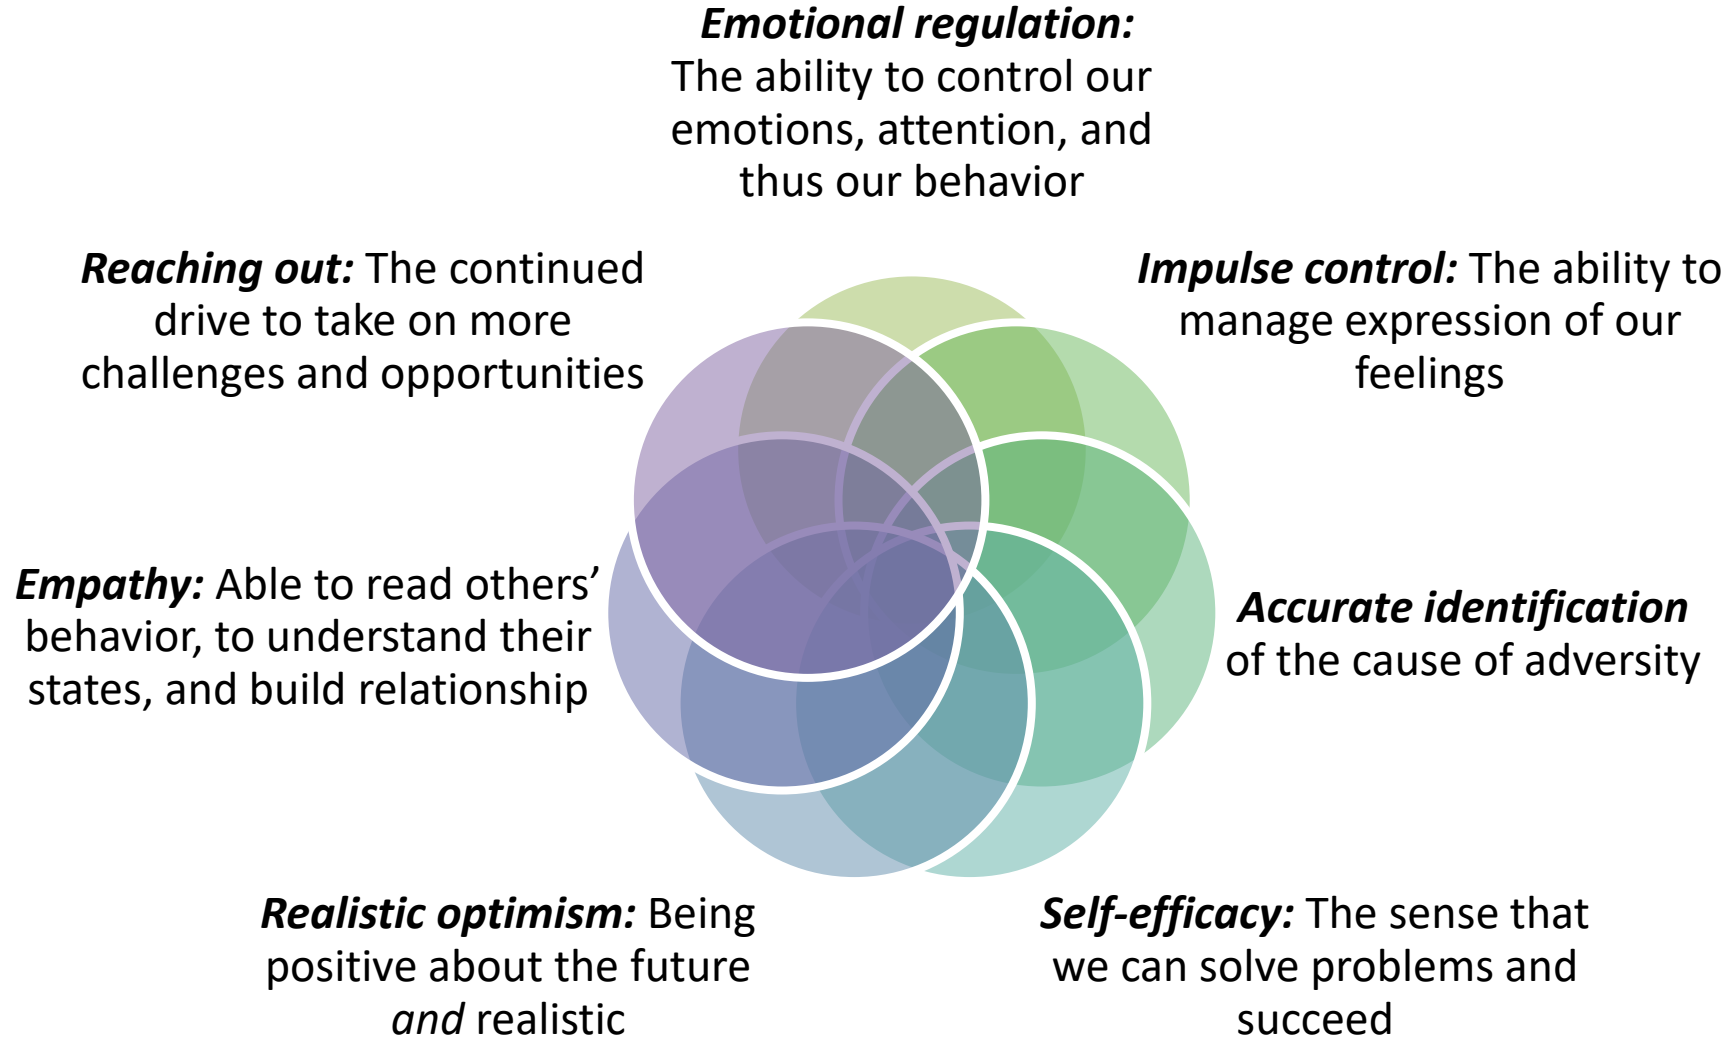 Emotional regulation:
The ability to control our
emotions, attention, and
thus our behavior
Impulse control: The ability to
manage expression of our
feelings
Accurate identification
of the cause of adversity
Self-efficacy: The sense that
we can solve problems and
succeed
Realistic optimism: Being
positive about the future
and realistic
Empathy: Able to read others’
behavior, to understand their
states, and build relationship
Reaching out: The continued
drive to take on more
challenges and opportunities